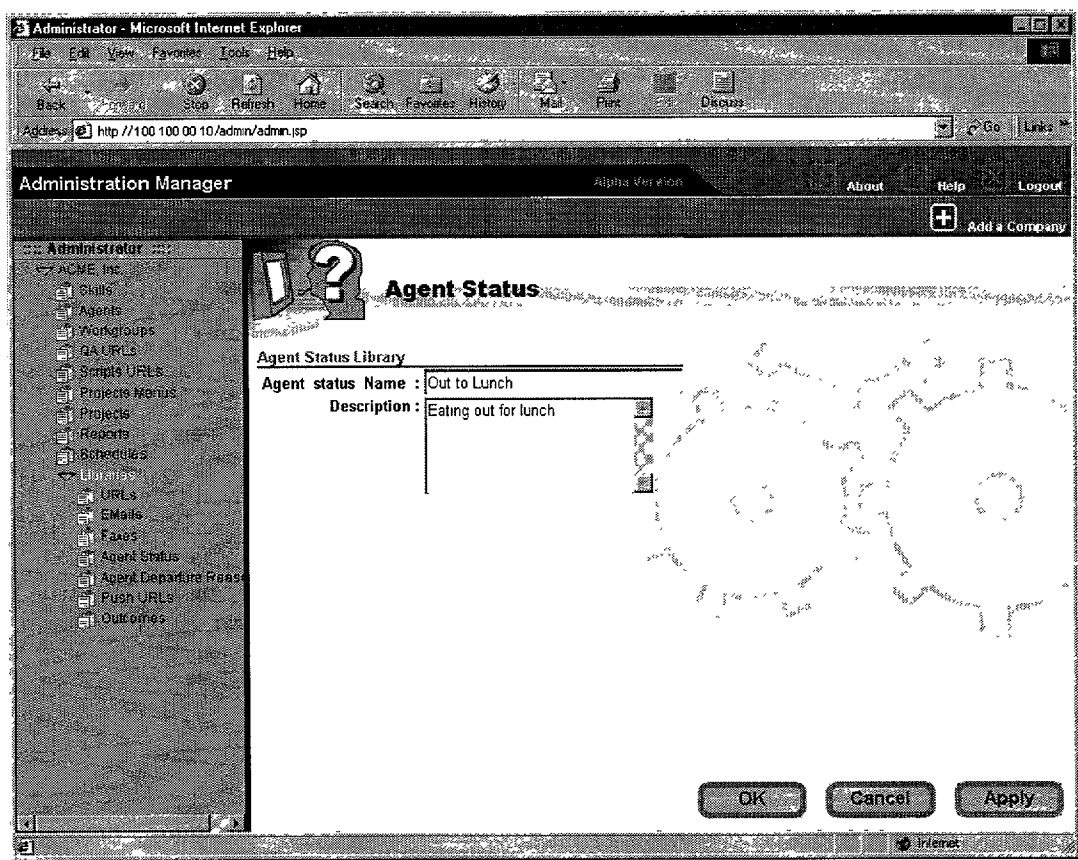 Administrator - Microsoft Internet Explorer
File Edit View Favorites Tools Help
Back Forward Stop Refresh Home Search Favorites History Mail Print Edit Discuss
Address http //100 100 00 10/admin/admin.jsp Go Links »
Administration Manager Alpha Version About Help Logout
Add a Company
:::: Administrator ::::
ACME, Inc.
Skills
Agents
Workgroups
QA URLs
Scripts URLs
Projects Menus
Projects
Reports
Schedules
Libraries
URLs
EMails
Faxes
Agent Status
Agent Departure Reaso
Push URLs
Outcomes
Agent Status
Agent Status Library
Agent status Name : Out to Lunch
Description : Eating out for lunch
OK Cancel Apply
Internet